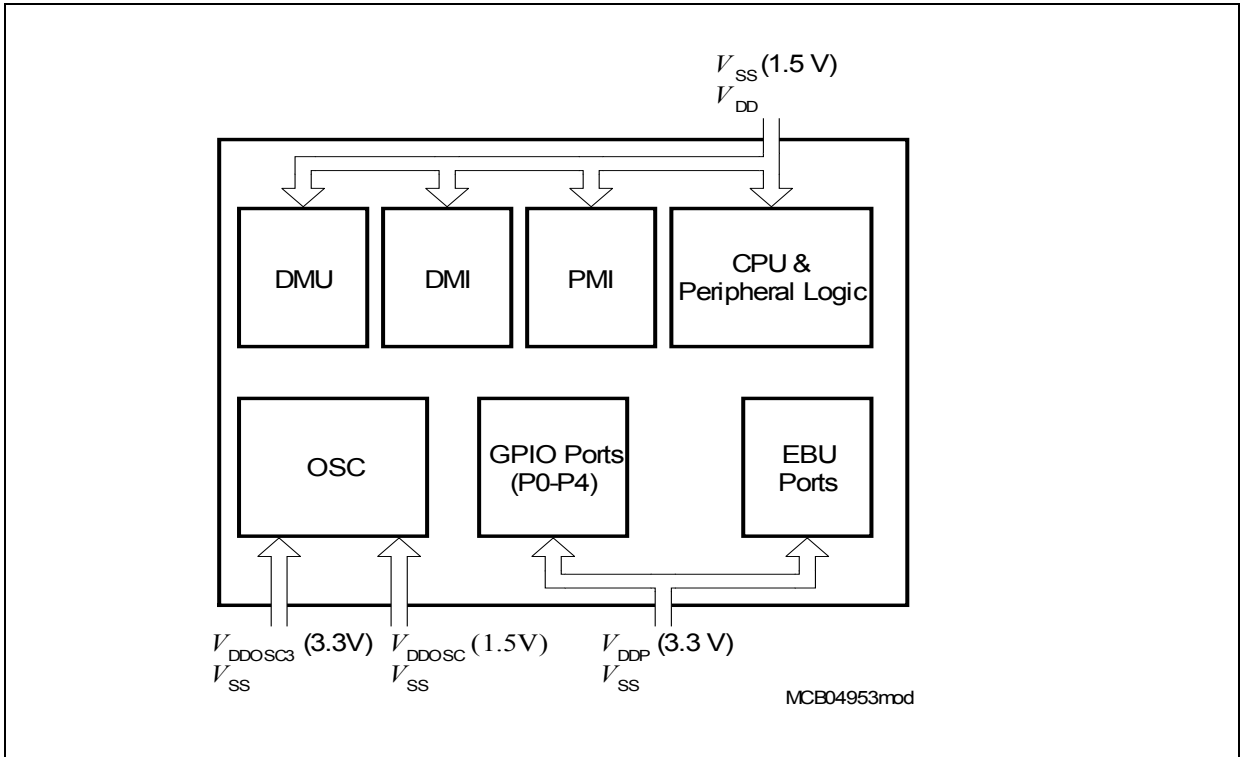 VSS (1.5 V)
VDD
DMU
DMI
PMI
CPU &
Peripheral Logic
OSC
GPIO Ports
(P0-P4)
EBU
Ports
VDDOSC3 (3.3V)
VSS
VDDOSC (1.5V)
VSS
VDDP (3.3 V)
VSS
MCB04953mod